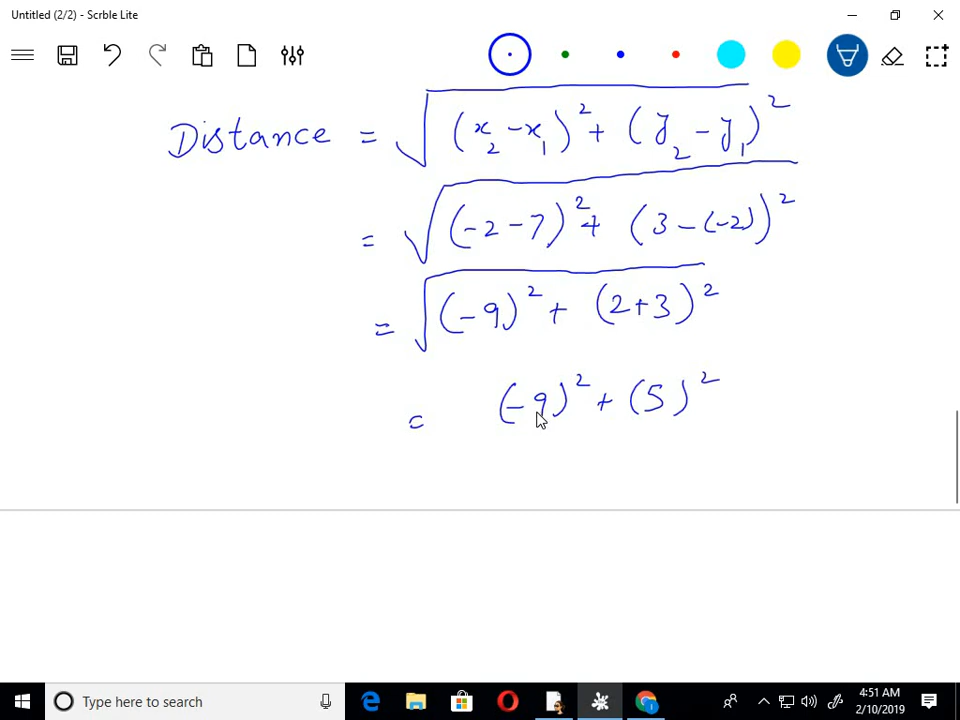 Untitled (2/2) - Scrble Lite
Distance = √(x₂ - x₁)² + (y₂ - y₁)²
= √(-2 - 7)² + (3 - (-2))²
= √(-9)² + (2+3)²
= (-9)² + (5)²
Type here to search
4:51 AM
2/10/2019